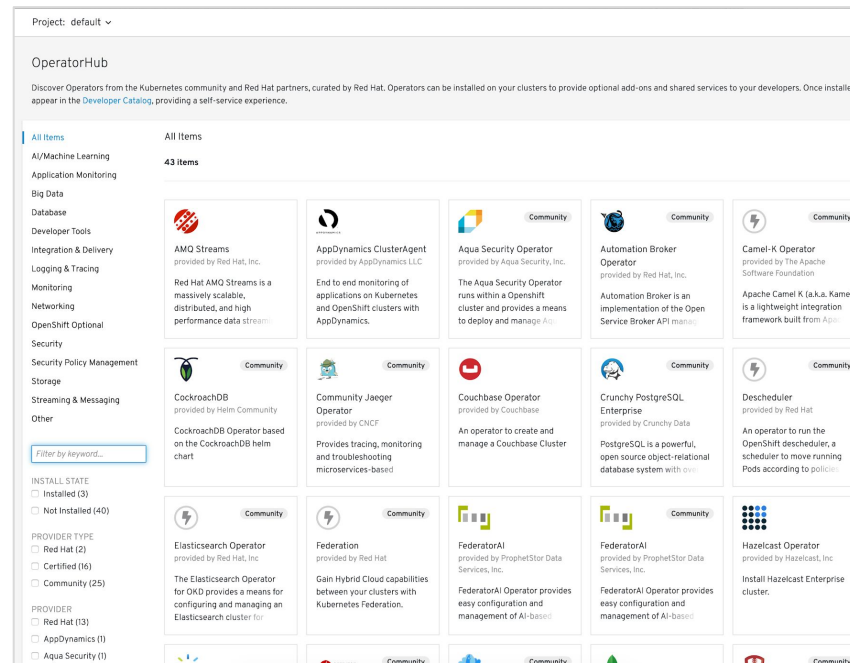 Project: default
OperatorHub
Discover Operators from the Kubernetes community and Red Hat partners, curated by Red Hat. Operators can be installed on your clusters to provide optional add-ons and shared services to your developers. Once installe
appear in the Developer Catalog, providing a self-service experience.
All Items
AI/Machine Learning
Application Monitoring
Big Data
Database
Developer Tools
Integration & Delivery
Logging & Tracing
Monitoring
Networking
OpenShift Optional
Security
Security Policy Management
Storage
Streaming & Messaging
Other
Filter by keyword...
INSTALL STATE
Installed (3)
Not Installed (40)
PROVIDER TYPE
Red Hat (2)
Certified (16)
Community (25)
PROVIDER
Red Hat (13)
AppDynamics (1)
Aqua Security (1)
All Items
43 items
AMQ Streams
provided by Red Hat, Inc.
Red Hat AMQ Streams is a
massively scalable,
distributed, and high
performance data stream
APPDYNAMICS
AppDynamics ClusterAgent
provided by AppDynamics LLC
End to end monitoring of
applications on Kubernetes
and OpenShift clusters with
AppDynamics.
Community
Aqua Security Operator
provided by Aqua Security, Inc.
The Aqua Security Operator
runs within a Openshift
cluster and provides a means
to deploy and manage Aq
Community
Automation Broker
Operator
provided by Red Hat, Inc.
Automation Broker is an
implementation of the Open
Service Broker API manag
Community
Camel-K Operator
provided by The Apache
Software Foundation
Apache Camel K (a.k.a. Kame
is a lightweight integration
framework built from Apa
Community
CockroachDB
provided by Helm Community
CockroachDB Operator based
on the CockroachDB helm
chart
Community
Community Jaeger
Operator
provided by CNCF
Provides tracing, monitoring
and troubleshooting
microservices-based
Couchbase Operator
provided by Couchbase
An operator to create and
manage a Couchbase Cluster
Community
Crunchy PostgreSQL
Enterprise
provided by Crunchy Data
PostgreSQL is a powerful,
open source object-relational
database system with ove
Community
Descheduler
provided by Red Hat
An operator to run the
OpenShift descheduler, a
scheduler to move running
Pods according to policies
Community
Elasticsearch Operator
provided by Red Hat, Inc
The Elasticsearch Operator
for OKD provides a means for
configuring and managing an
Elasticsearch cluster for
Community
Federation
provided by Red Hat
Gain Hybrid Cloud capabilities
between your clusters with
Kubernetes Federation.
FederatorAI
provided by ProphetStor Data
Services, Inc.
FederatorAI Operator provides
easy configuration and
management of AI-based
Community
FederatorAI
provided by ProphetStor Data
Services, Inc.
FederatorAI Operator provides
easy configuration and
management of AI-based
Hazelcast Operator
provided by Hazelcast, Inc
Install Hazelcast Enterprise
cluster.
Community
Community
Community